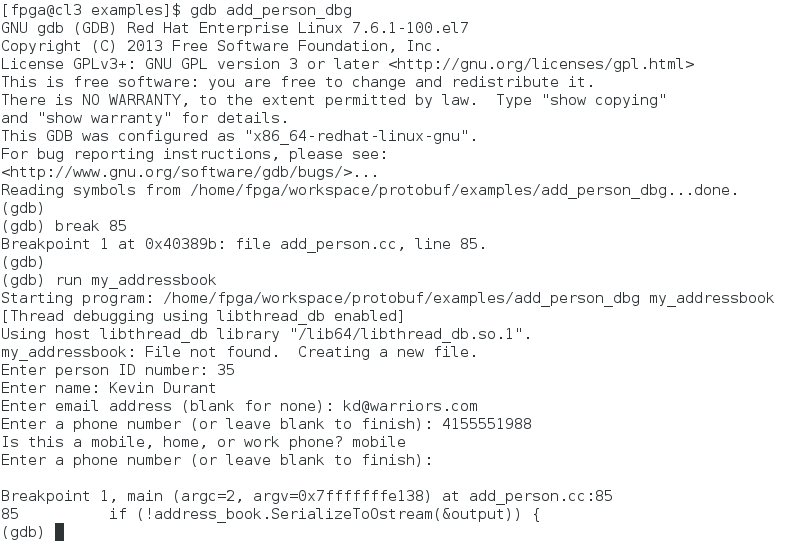 [fpga@cl3 examples]$ gdb add_person_dbg
GNU gdb (GDB) Red Hat Enterprise Linux 7.6.1-100.el7
Copyright (C) 2013 Free Software Foundation, Inc.
License GPLv3+: GNU GPL version 3 or later <http://gnu.org/licenses/gpl.html>
This is free software: you are free to change and redistribute it.
There is NO WARRANTY, to the extent permitted by law.  Type "show copying"
and "show warranty" for details.
This GDB was configured as "x86_64-redhat-linux-gnu".
For bug reporting instructions, please see:
<http://www.gnu.org/software/gdb/bugs/>...
Reading symbols from /home/fpga/workspace/protobuf/examples/add_person_dbg...done.
(gdb)
(gdb) break 85
Breakpoint 1 at 0x40389b: file add_person.cc, line 85.
(gdb)
(gdb) run my_addressbook
Starting program: /home/fpga/workspace/protobuf/examples/add_person_dbg my_addressbook
[Thread debugging using libthread_db enabled]
Using host libthread_db library "/lib64/libthread_db.so.1".
my_addressbook: File not found.  Creating a new file.
Enter person ID number: 35
Enter name: Kevin Durant
Enter email address (blank for none): kd@warriors.com
Enter a phone number (or leave blank to finish): 4155551988
Is this a mobile, home, or work phone? mobile
Enter a phone number (or leave blank to finish):
Breakpoint 1, main (argc=2, argv=0x7fffffffe138) at add_person.cc:85
85          if (!address_book.SerializeToOstream(&output)) {
(gdb)